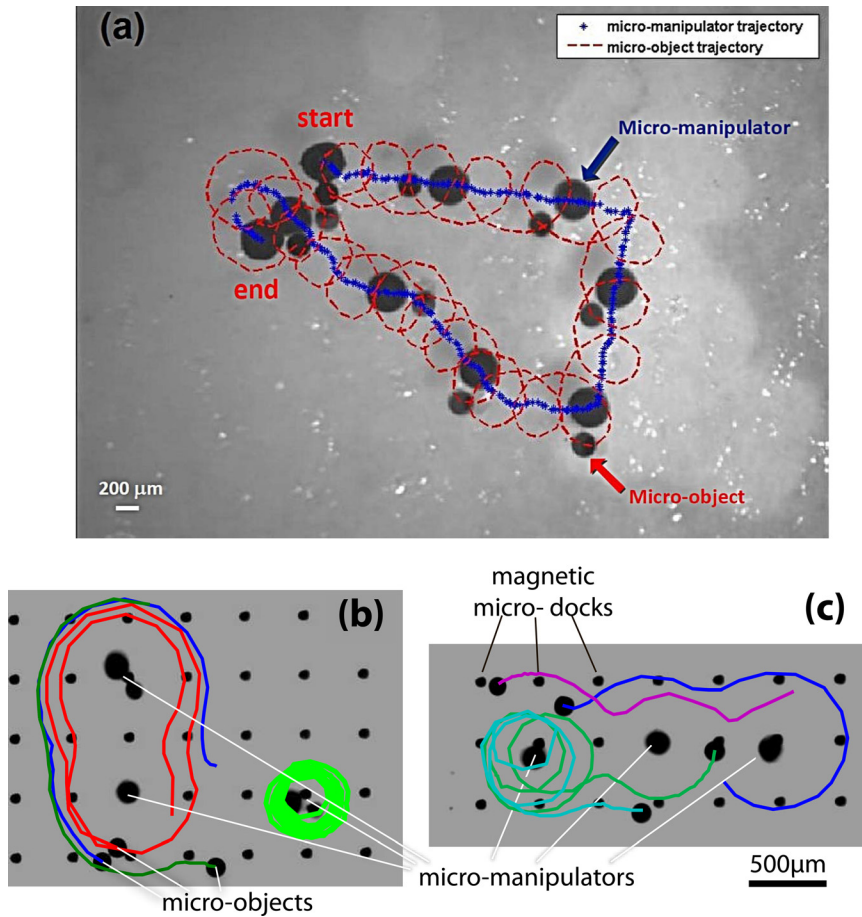 (a)
micro-manipulator trajectory
micro-object trajectory
start
Micro-manipulator
end
200 µm
Micro-object
magnetic
micro- docks
(b)
(c)
micro-manipulators
500µm
micro-objects